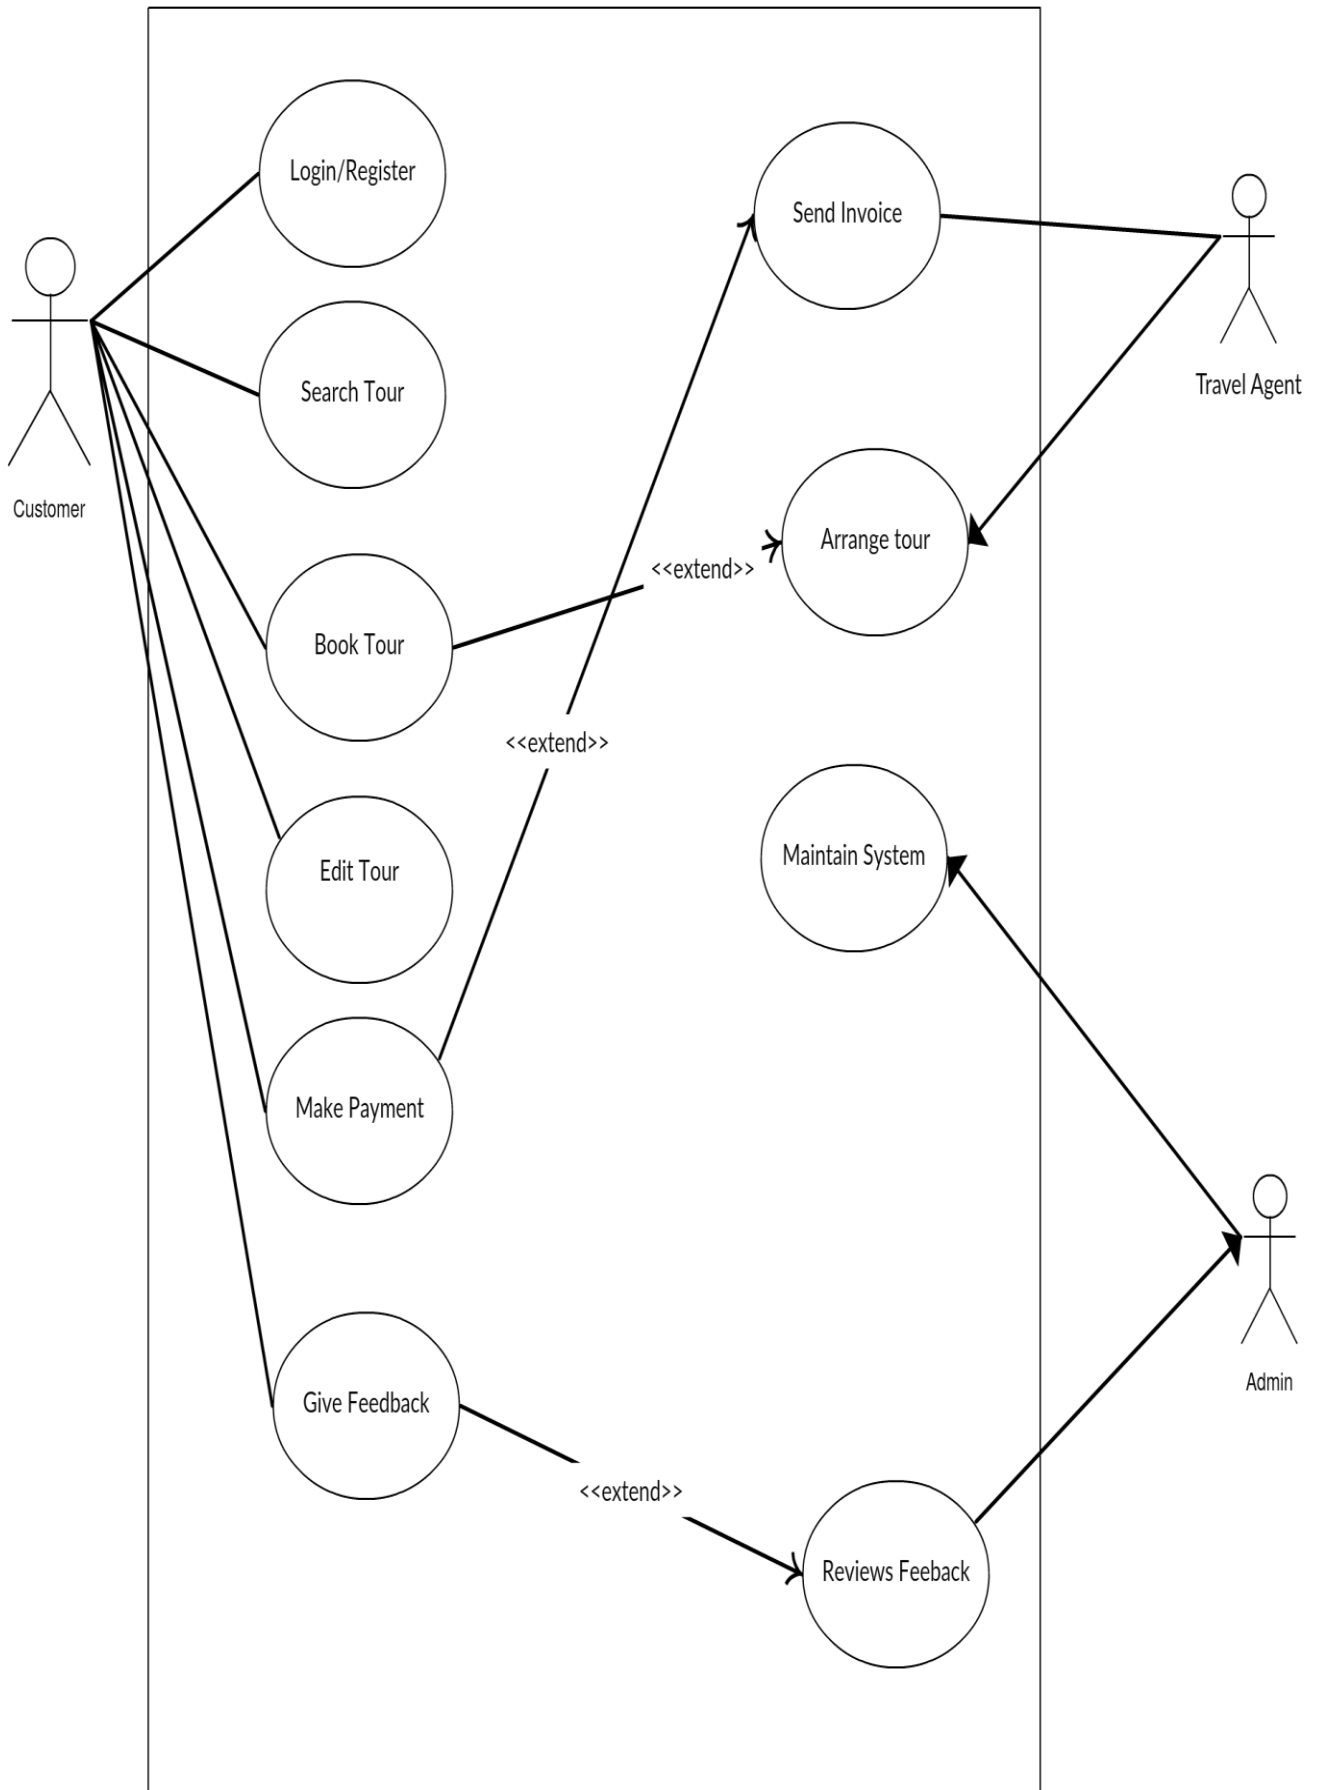 Login/Register
Send Invoice
Search Tour
Travel Agent
Customer
Arrange tour
<<extend>>
Book Tour
<<extend>>
Maintain System
Edit Tour
Make Payment
Admin
Give Feedback
<<extend>>
Reviews Feeback